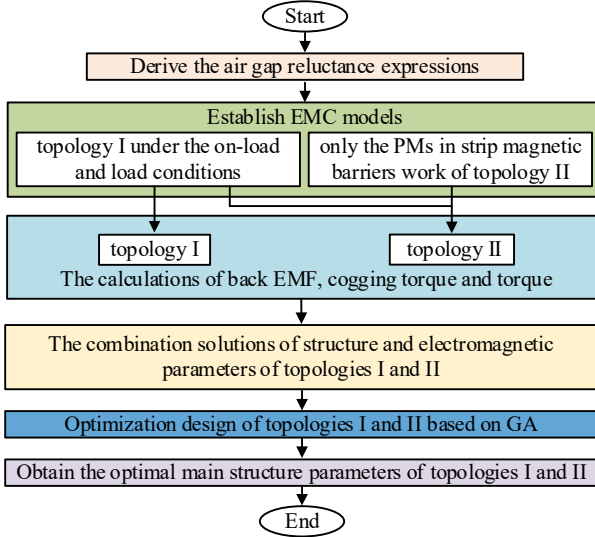 Start
Derive the air gap reluctance expressions
Establish EMC models
topology I under the on-load
and load conditions
only the PMs in strip magnetic
barriers work of topology II
topology I
topology II
The calculations of back EMF, cogging torque and torque
The combination solutions of structure and electromagnetic
parameters of topologies I and II
Optimization design of topologies I and II based on GA
Obtain the optimal main structure parameters of topologies I and II
End